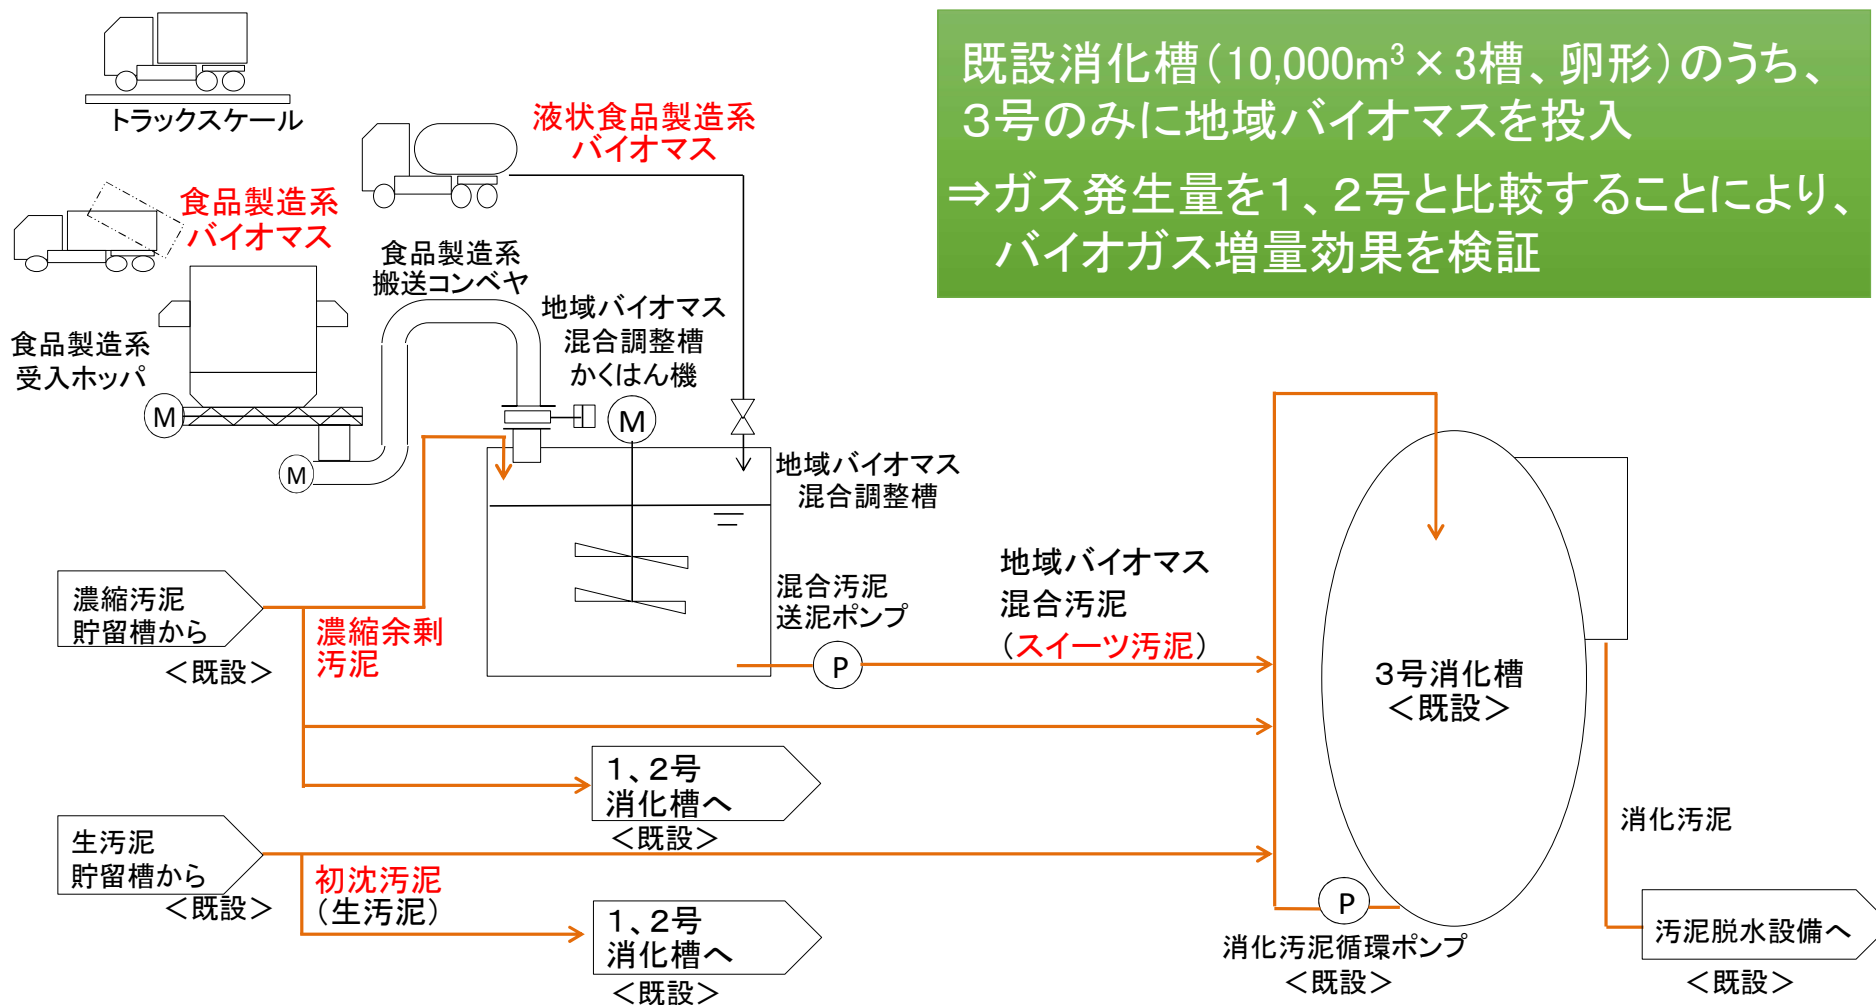 トラックスケール
既設消化槽（10,000m³×3槽、卵形）のうち、
３号のみに地域バイオマスを投入
⇒ガス発生量を１、２号と比較することにより、
バイオガス増量効果を検証
液状食品製造系
バイオマス
食品製造系
バイオマス
食品製造系
搬送コンベヤ
地域バイオマス
混合調整槽
かくはん機
食品製造系
受入ホッパ
M
M
M
地域バイオマス
混合調整槽
濃縮汚泥
貯留槽から
＜既設＞
濃縮余剰
汚泥
混合汚泥
送泥ポンプ
P
地域バイオマス
混合汚泥
（スイーツ汚泥）
３号消化槽
＜既設＞
１、２号
消化槽へ
＜既設＞
生汚泥
貯留槽から
＜既設＞
初沈汚泥
（生汚泥）
１、２号
消化槽へ
＜既設＞
P
消化汚泥循環ポンプ
＜既設＞
消化汚泥
汚泥脱水設備へ
＜既設＞